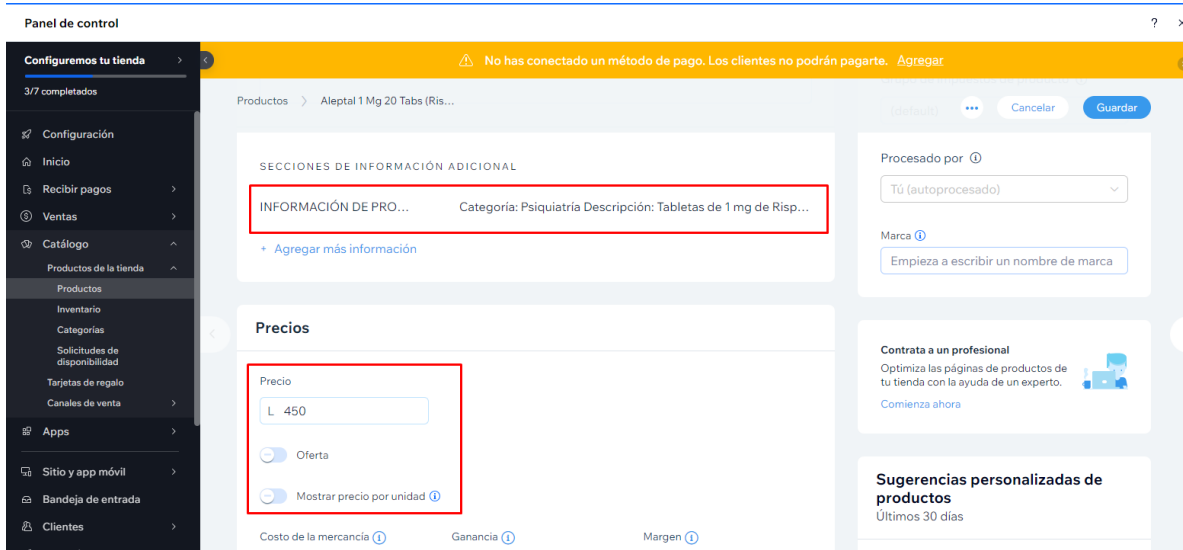 Panel de control
?
Configuremos tu tienda
3/7 completados
Configuración
Inicio
Recibir pagos
Ventas
Catálogo
Productos de la tienda
Productos
Inventario
Categorías
Solicitudes de
disponibilidad
Tarjetas de regalo
Canales de venta
Apps
Sitio y app móvil
Bandeja de entrada
Clientes
No has conectado un método de pago. Los clientes no podrán pagarte. Agregar
Productos > Aleptal 1 Mg 20 Tabs (Ris...
(default)
Cancelar
Guardar
SECCIONES DE INFORMACIÓN ADICIONAL
INFORMACIÓN DE PRO... Categoría: Psiquiatría Descripción: Tabletas de 1 mg de Risp...
+ Agregar más información
Precios
Precio
L 450
Oferta
Mostrar precio por unidad
Costo de la mercancía Ganancia Margen
Procesado por
Tú (autoprocesado)
Marca
Empieza a escribir un nombre de marca
Contrata a un profesional
Optimiza las páginas de productos de
tu tienda con la ayuda de un experto.
Comienza ahora
Sugerencias personalizadas de
productos
Últimos 30 días